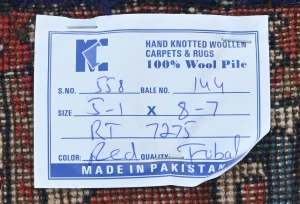 HAND KNOTTED WOOLLEN
CARPETS & RUGS
100% Wool Pile
S.NO. 558 BALE NO. 144
SIZE 5-1 X 8-7
RT 7275
COLOR: Red QUALITY: Tribal
MADE IN PAKISTAN